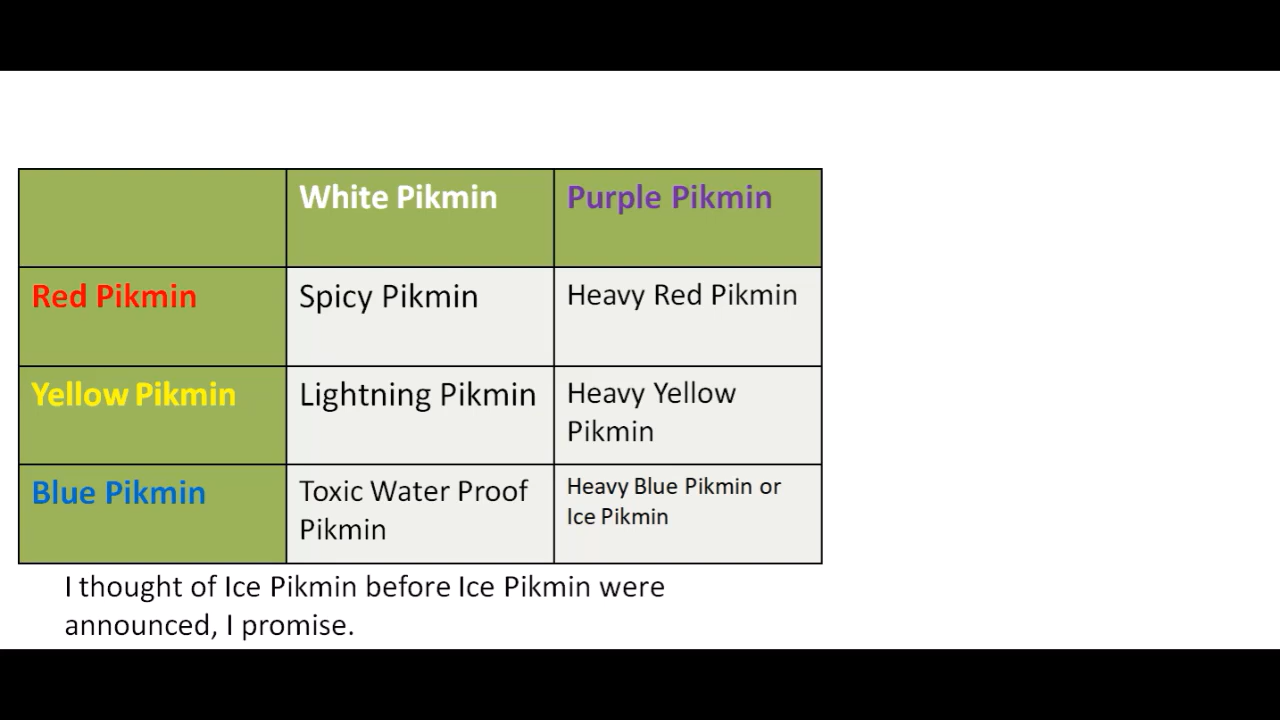 White Pikmin
Purple Pikmin
Red Pikmin
Spicy Pikmin
Heavy Red Pikmin
Yellow Pikmin
Lightning Pikmin
Heavy Yellow
Pikmin
Blue Pikmin
Toxic Water Proof
Pikmin
Heavy Blue Pikmin or
Ice Pikmin
I thought of Ice Pikmin before Ice Pikmin were
announced, I promise.